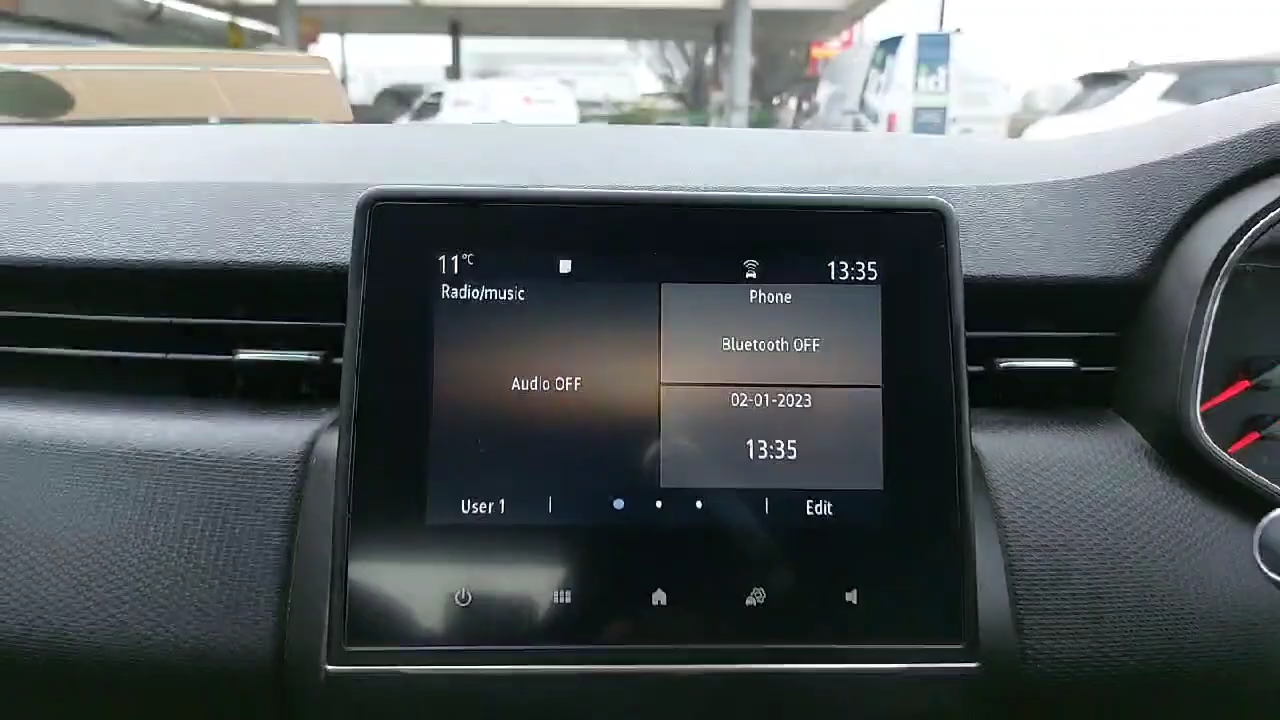 11°C
13:35
Radio/music
Audio OFF
Phone
Bluetooth OFF
02-01-2023
13:35
User 1
Edit